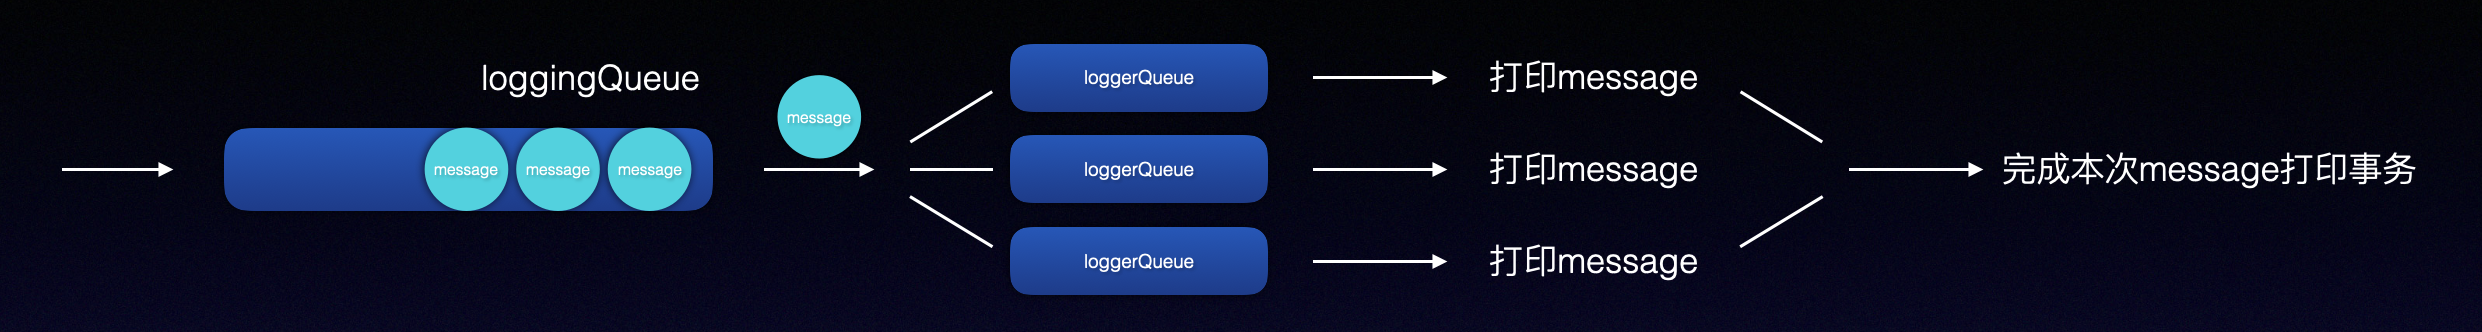 loggingQueue
message
message
message
message
loggerQueue
打印message
loggerQueue
打印message
loggerQueue
打印message
完成本次message打印事务